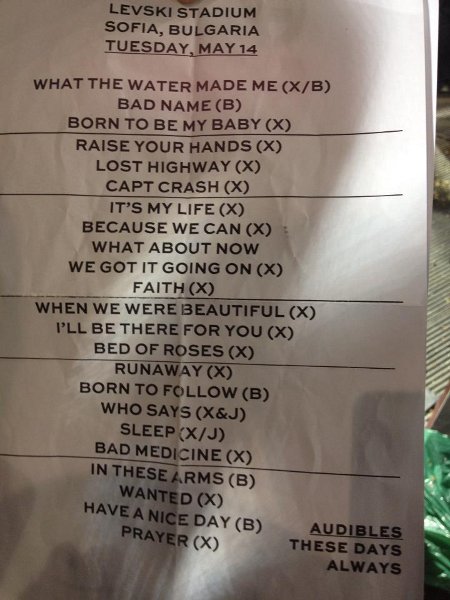 LEVSKI STADIUM
SOFIA, BULGARIA
TUESDAY, MAY 14
WHAT THE WATER MADE ME (X/B)
BAD NAME (B)
BORN TO BE MY BABY (X)
RAISE YOUR HANDS (X)
LOST HIGHWAY (X)
CAPT CRASH (X)
IT'S MY LIFE (X)
BECAUSE WE CAN (X)
WHAT ABOUT NOW
WE GOT IT GOING ON (X)
FAITH (X)
WHEN WE WERE BEAUTIFUL (X)
I'LL BE THERE FOR YOU (X)
BED OF ROSES (X)
RUNAWAY (X)
BORN TO FOLLOW (B)
WHO SAYS (X&J)
SLEEP (X/J)
BAD MEDICINE (X)
IN THESE ARMS (B)
WANTED (X)
HAVE A NICE DAY (B)
PRAYER (X)
AUDIBLES
THESE DAYS
ALWAYS